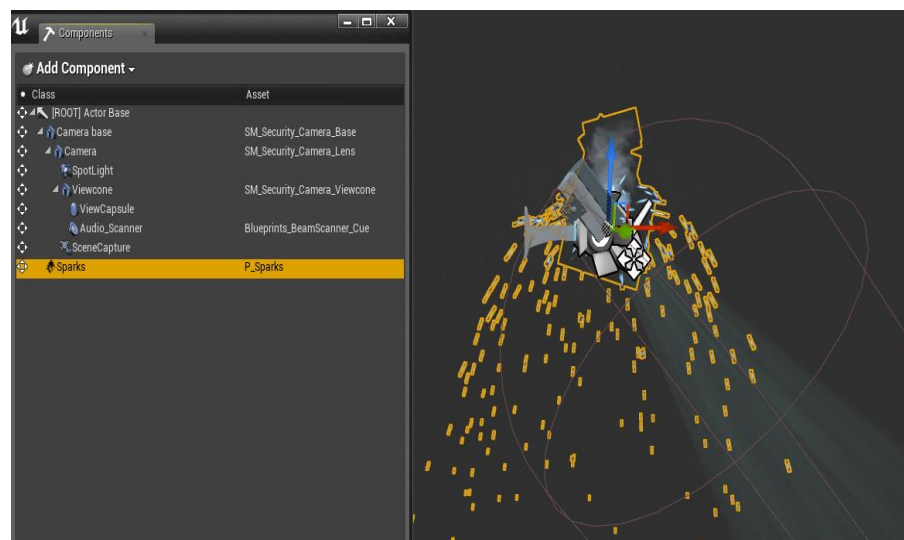 Components
Add Component
Class Asset
[ROOT] Actor Base
Camera base SM_Security_Camera_Base
Camera SM_Security_Camera_Lens
SpotLight
Viewcone SM_Security_Camera_Viewcone
ViewCapsule
Audio_Scanner Blueprints_BeamScanner_Cue
SceneCapture
Sparks P_Sparks